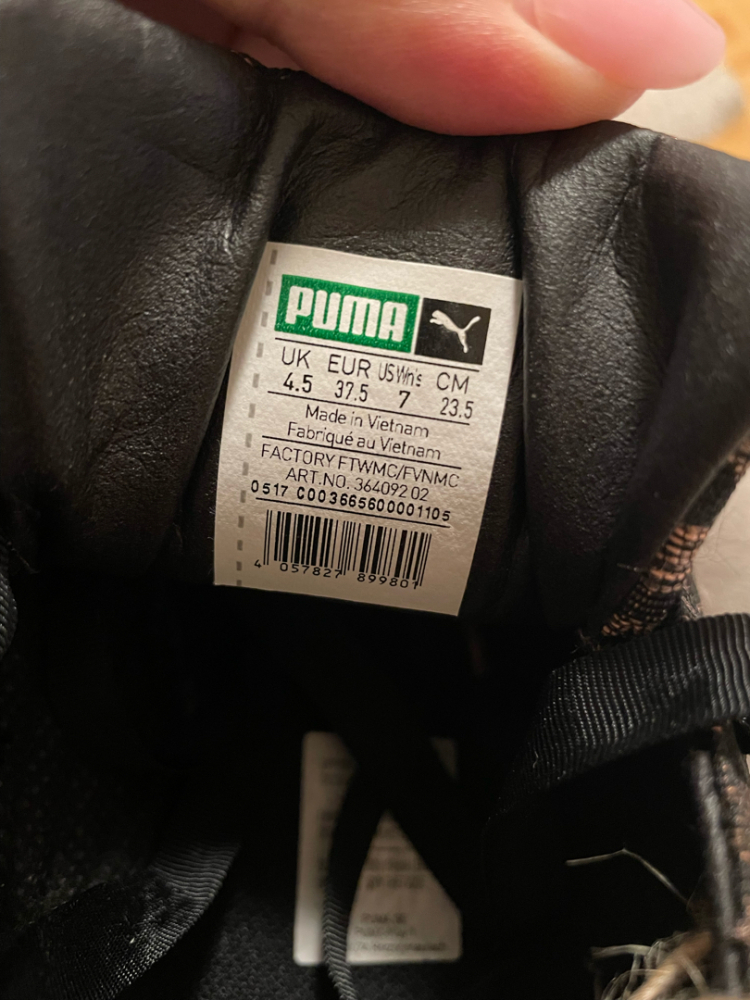 PUMA
UK EUR US Wn's CM
4.5 37.5 7 23.5
Made in Vietnam
Fabriqué au Vietnam
FACTORY FTWMC/FVNMC
ART.NO. 364092 02
0517 C003665600001105
4 057827 899801